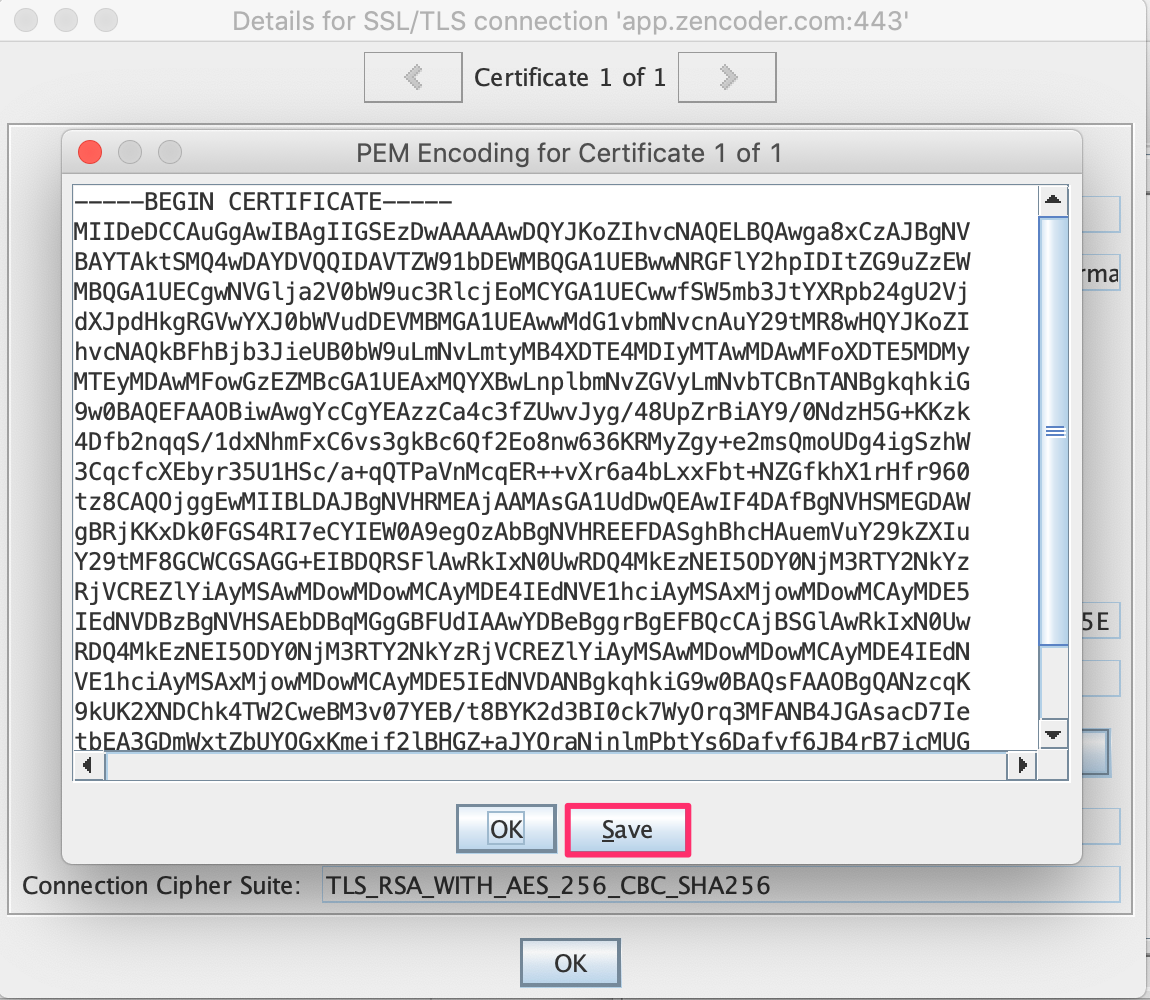 Details for SSL/TLS connection 'app.zencoder.com:443'
Certificate 1 of 1
PEM Encoding for Certificate 1 of 1
-----BEGIN CERTIFICATE-----
MIIDeDCCAuGgAwIBAgIIGSEzDwAAAAAwDQYJKoZIhvcNAQELBQAwga8xCzAJBgNV
BAYTAktSMQ4wDAYDVQQIDAVTZW91bDEWMBQGA1UEBwwNRGFlY2hpIDItZG9uZzEW
MBQGA1UECgwNVGlja2V0bW9uc3RlcjEoMCYGA1UECwwfSW5mb3JtYXRpb24gU2Vj
dXJpdHkgRGVwYXJ0bWVudDEVMBMGA1UEAwwMdG1vbmNvcnAuY29tMR8wHQYJKoZI
hvcNAQkBFhBjb3JieUB0bW9uLmNvLmtyMB4XDTE4MDIyMTAwMDAwMFoXDTE5MDMy
MTEyMDAwMFowGzEZMBcGA1UEAxMQYXBwLnplbmNvZGVyLmNvbTCBnTANBgkqhkiG
9w0BAQEFAAOBiwAwgYcCgYEAzzCa4c3fZUwvJyg/48UpZrBiAY9/0NdzH5G+KKzk
4Dfb2nqqS/1dxNhmFxC6vs3gkBc6Qf2Eo8nw636KRMyZgy+e2msQmoUDg4igSzhW
3CqcfcXEbyr35U1HSc/a+qQTPaVnMcqER++vXr6a4bLxxFbt+NZGfkhX1rHfr960
tz8CAQOjggEwMIIBLDAJBgNVHRMEAjAAMAsGA1UdDwQEAwIF4DAfBgNVHSMEGDAW
gBRjKKxDk0FGS4RI7eCYIEW0A9egOzAbBgNVHREEFDASghBhcHAuemVuY29kZXIu
Y29tMF8GCWCGSAGG+EIBDQRSFlAwRkIxN0UwRDQ4MkEzNEI5ODY0NjM3RTY2NkYz
RjVCREZlYiAyMSAwMDowMDowMCAyMDE4IEdNVE1hciAyMSAxMjowMDowMCAyMDE5
IEdNVDBzBgNVHSAEbDBqMGgGBFUdIAAwYDBeBggrBgEFBQcCAjBSGlAwRkIxN0Uw
RDQ4MkEzNEI5ODY0NjM3RTY2NkYzRjVCREZlYiAyMSAwMDowMDowMCAyMDE4IEdN
VE1hciAyMSAxMjowMDowMCAyMDE5IEdNVDANBgkqhkiG9w0BAQsFAAOBgQANzcqK
9kUK2XNDChk4TW2CweBM3v07YEB/t8BYK2d3BI0ck7WyOrq3MFANB4JGAsacD7Ie
tbEA3GDmWxtZbUYOGxKmeif2lBHGZ+aJYOraNinlmPbtYs6Dafvf6JB4rB7icMUG
rma
5E
OK
Save
Connection Cipher Suite: TLS_RSA_WITH_AES_256_CBC_SHA256
OK